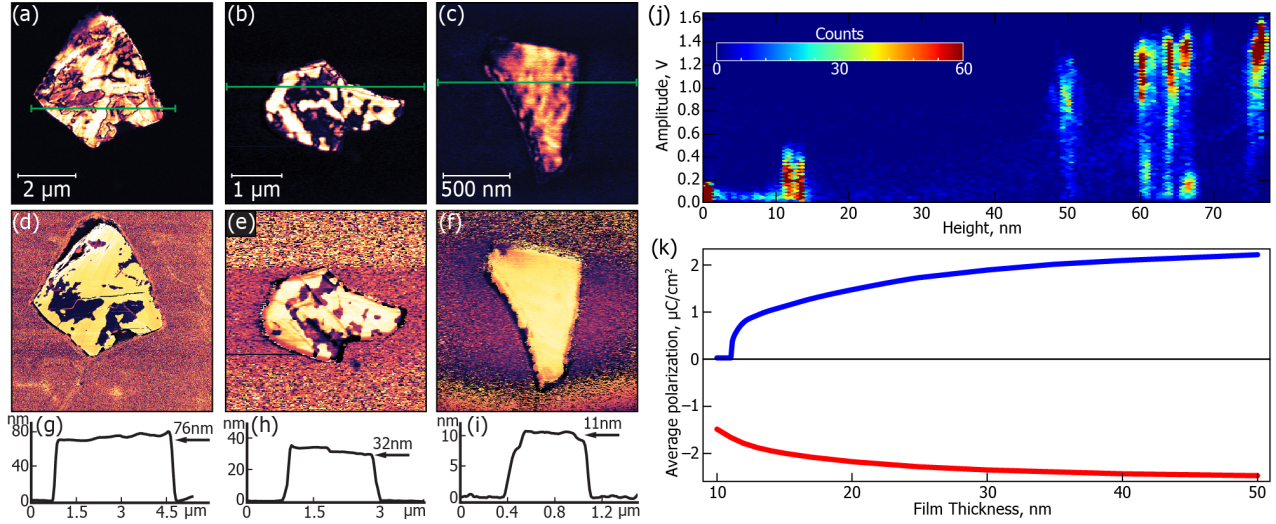 (a)
2 µm
(b)
1 µm
(c)
500 nm
(d)
(e)
(f)
(g)
nm
80
40
0
76nm
0 1.5 3 4.5 µm
(h)
nm
40
20
0
32nm
0 1.5 3 µm
(i)
nm
10
5
0
11nm
0 0.4 0.8 1.2 µm
(j)
Counts
0 30 60
Amplitude, V
1.6
1.4
1.2
1.0
0.8
0.6
0.4
0.2
0.0
0 10 20 30 40 50 60 70
Height, nm
(k)
Average polarization, µC/cm²
2
1
0
−1
−2
10 20 30 40 50
Film Thickness, nm